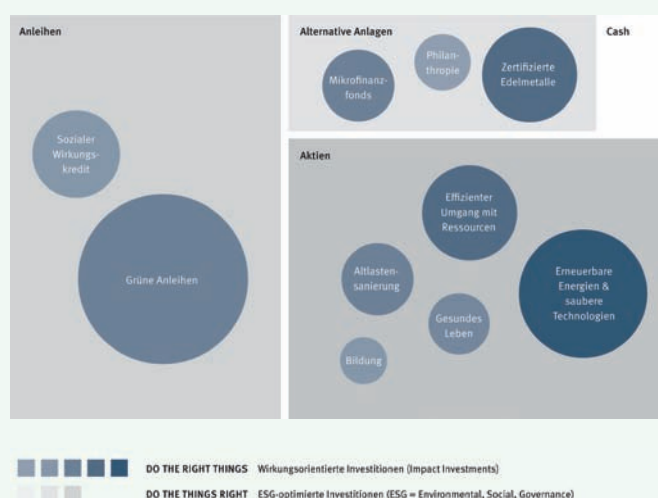 Anleihen
Sozialer
Wirkungs-
kredit
Grüne Anleihen
Alternative Anlagen
Mikrofinanz-
fonds
Philan-
thropie
Zertifizierte
Edelmetalle
Cash
Aktien
Effizienter
Umgang mit
Ressourcen
Altlasten-
sanierung
Gesundes
Leben
Bildung
Erneuerbare
Energien &
saubere
Technologien
DO THE RIGHT THINGS Wirkungsorientierte Investitionen (Impact Investments)
DO THE THINGS RIGHT ESG-optimierte Investitionen (ESG = Environmental, Social, Governance)